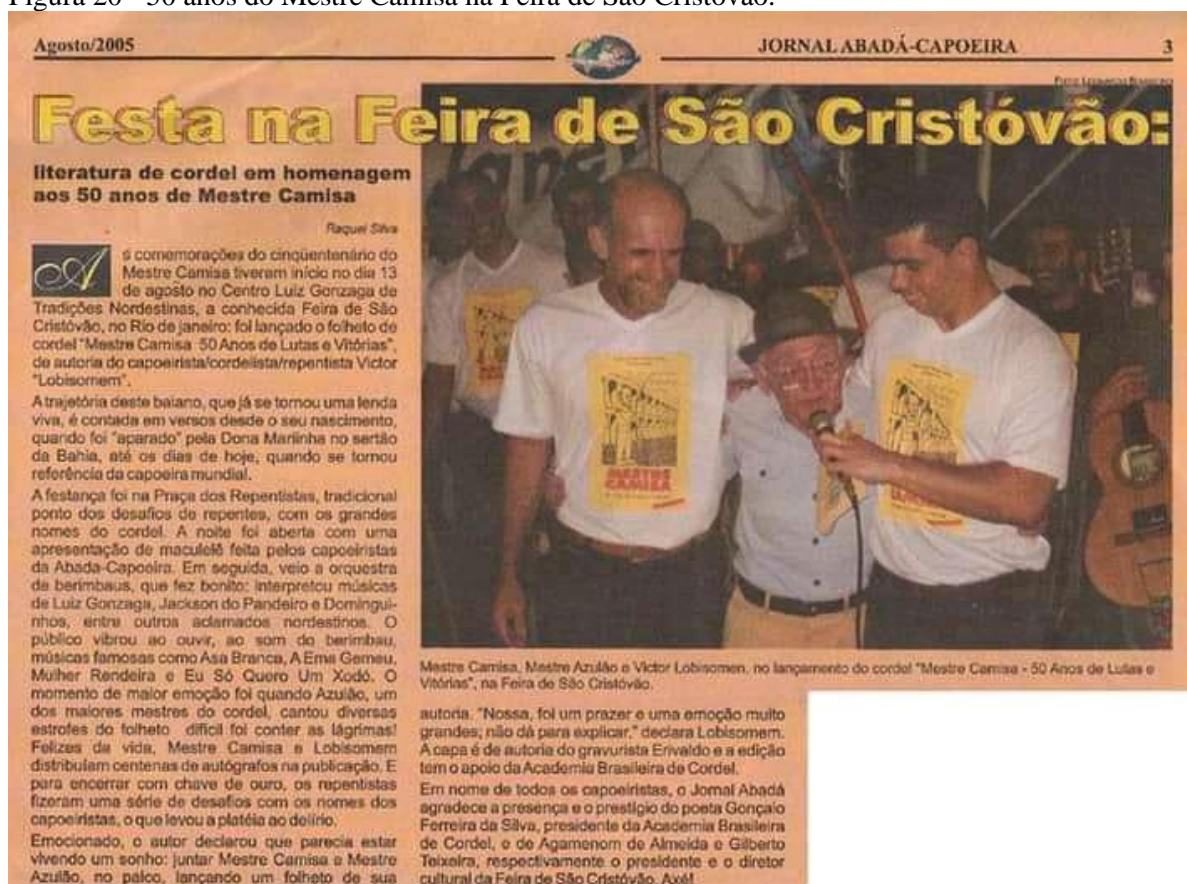 Figura - 50 anos do Mestre Camisa na Feira de São Cristóvão.
Agosto/2005
JORNAL ABADÁ-CAPOEIRA
3
Festa na Feira de São Cristóvão:
literatura de cordel em homenagem
aos 50 anos de Mestre Camisa
Raquel Silva
As comemorações do cinqüentenário do
Mestre Camisa tiveram início no dia 13
de agosto no Centro Luiz Gonzaga de
Tradições Nordestinas, a conhecida Feira de São
Cristóvão, no Rio de janeiro: foi lançado o folheto de
cordel "Mestre Camisa 50 Anos de Lutas e Vitórias",
de autoria do capoeirista/cordelista/repentista Victor
"Lobisomem".
A trajetória deste baiano, que já se tornou uma lenda
viva, é contada em versos desde o seu nascimento,
quando foi "aparado" pela Dona Mariinha no sertão
da Bahia, até os dias de hoje, quando se tornou
referência da capoeira mundial.
A festança foi na Praça dos Repentistas, tradicional
ponto dos desafios de repentes, com os grandes
nomes do cordel. A noite foi aberta com uma
apresentação de maculelê feita pelos capoeiristas
da Abada-Capoeira. Em seguida, veio a orquestra
de berimbaus, que fez bonito: interpretou músicas
de Luiz Gonzaga, Jackson do Pandeiro e Domingui-
nhos, entre outros aclamados nordestinos. O
público vibrou ao ouvir, ao som do berimbau,
músicas famosas como Asa Branca, A Ema Gemeu,
Mulher Rendeira e Eu Só Quero Um Xodó. O
momento de maior emoção foi quando Azulão, um
dos maiores mestres do cordel, cantou diversas
estrofes do folheto difícil foi conter as lágrimas!
Felizes da vida, Mestre Camisa e Lobisomem
distribuíam centenas de autógrafos na publicação. E
para encerrar com chave de ouro, os repentistas
fizeram uma série de desafios com os nomes dos
capoeiristas, o que levou a platéia ao delírio.
Emocionado, o autor declarou que parecia estar
vivendo um sonho: juntar Mestre Camisa e Mestre
Azulão, no palco, lançando um folheto de sua
MESTRE
CAMISA
Mestre Camisa, Mestre Azulão e Victor Lobisomen, no lançamento do cordel "Mestre Camisa - 50 Anos de Lutas e
Vitórias", na Feira de São Cristóvão.
autoria. "Nossa, foi um prazer e uma emoção muito
grandes; não dá para explicar," declara Lobisomem.
A capa é de autoria do gravurista Erivaldo e a edição
tem o apoio da Academia Brasileira de Cordel.
Em nome de todos os capoeiristas, o Jornal Abadá
agradece a presença e o prestígio do poeta Gonçalo
Ferreira da Silva, presidente da Academia Brasileira
de Cordel, e de Agamenom de Almeida e Gilberto
Teixeira, respectivamente o presidente e o diretor
cultural da Feira de São Cristóvão. Axé!